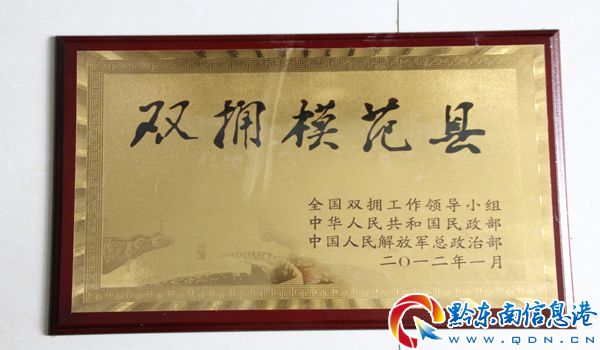 双拥模范县
全国双拥工作领导小组
中华人民共和国民政部
中国人民解放军总政治部
二〇一二年一月
黔东南信息港
WWW.QDN.CN